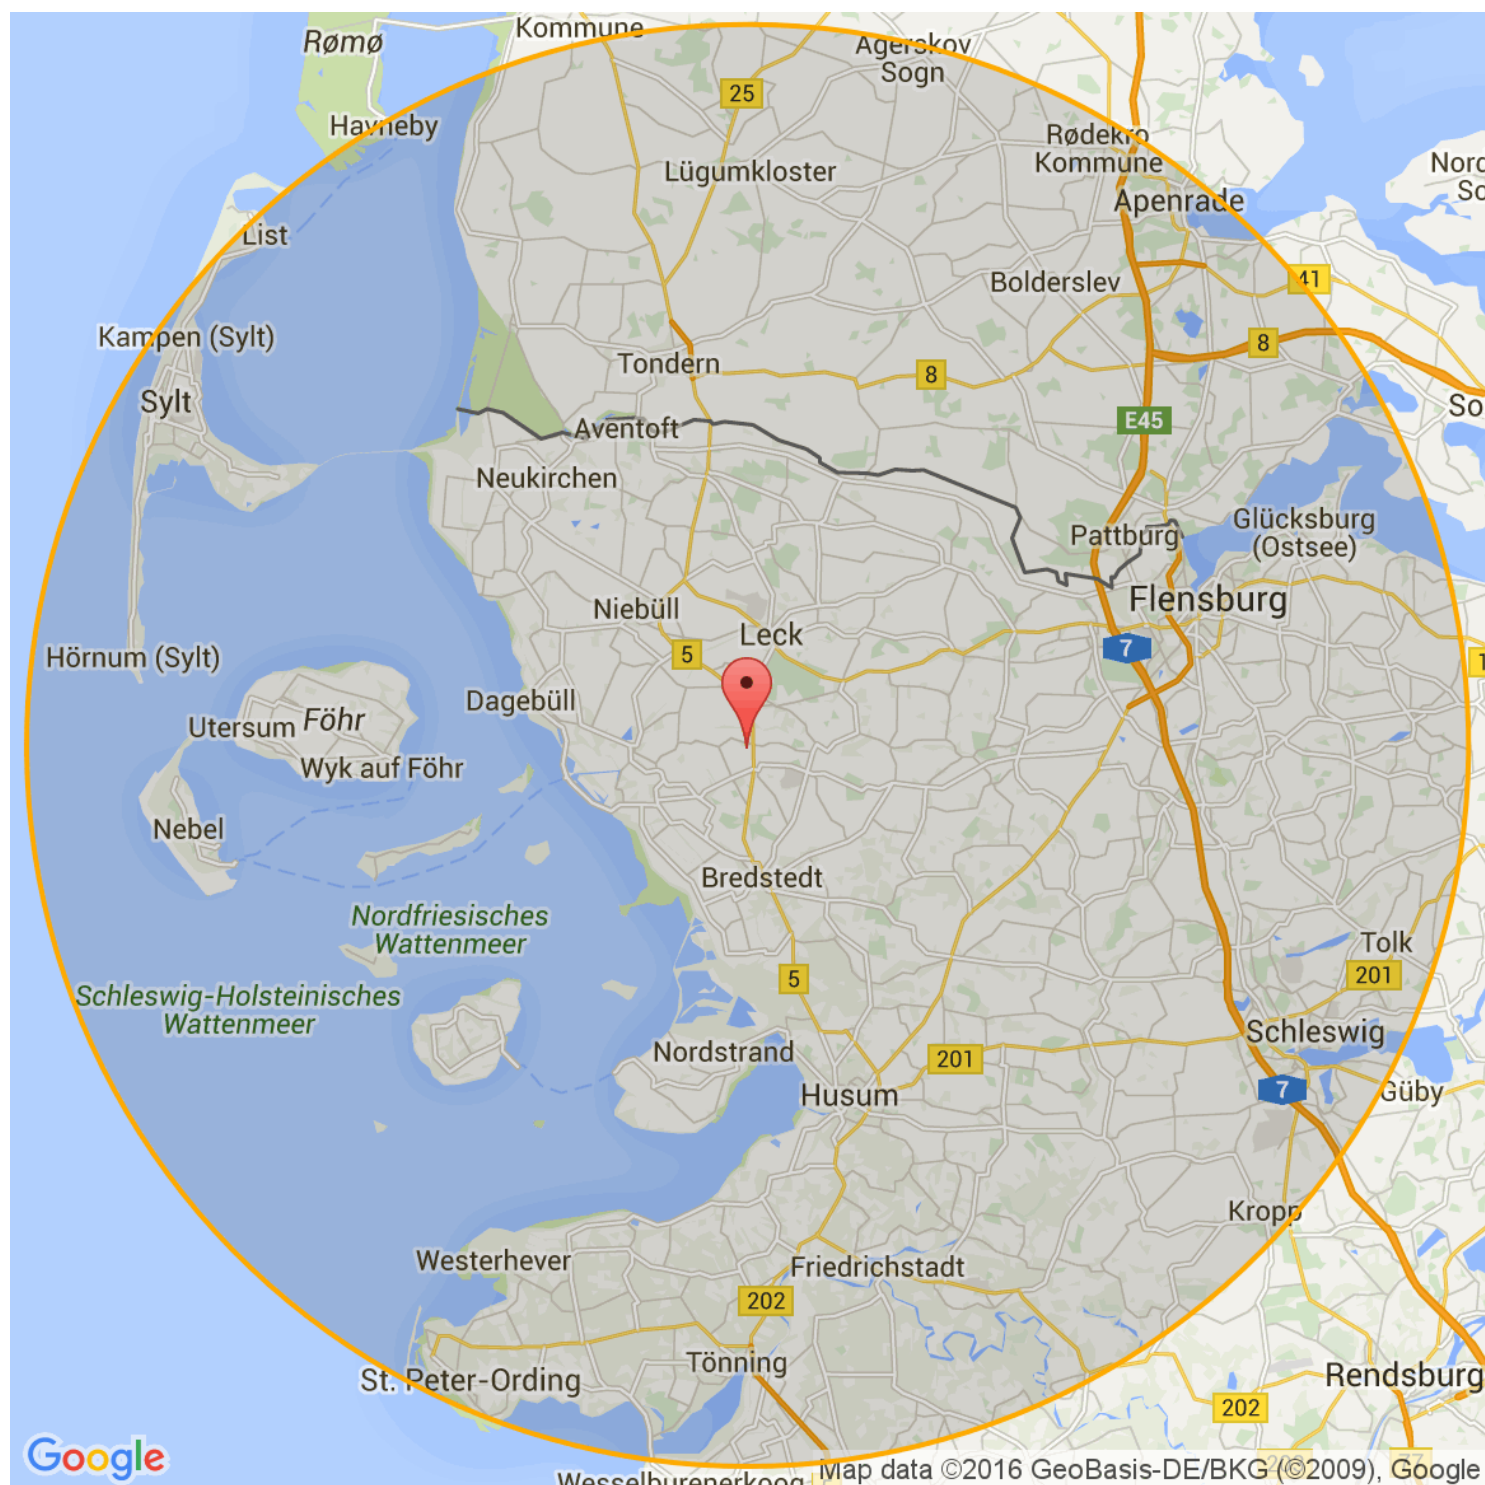 Kommune
Rømø
Agerskov
Sogn
25
Havneby
Rødekro
Kommune
Lügumkloster
Apenrade
List
Bolderslev
41
Kampen (Sylt)
8
Tondern
8
Sylt
E45
Aventoft
Neukirchen
Glücksburg
(Ostsee)
Pattburg
Flensburg
Niebüll
Leck
7
5
Hörnum (Sylt)
Dagebüll
Utersum
Föhr
Wyk auf Föhr
Nebel
Bredstedt
Nordfriesisches
Wattenmeer
Tolk
201
5
Schleswig-Holsteinisches
Wattenmeer
Schleswig
Nordstrand
201
7
Güby
Husum
Kropp
Westerhever
Friedrichstadt
202
Tönning
St. Peter-Ording
Rendsburg
202
Google
Wesselburenerkoog
Map data ©2016 GeoBasis-DE/BKG (©2009), Google